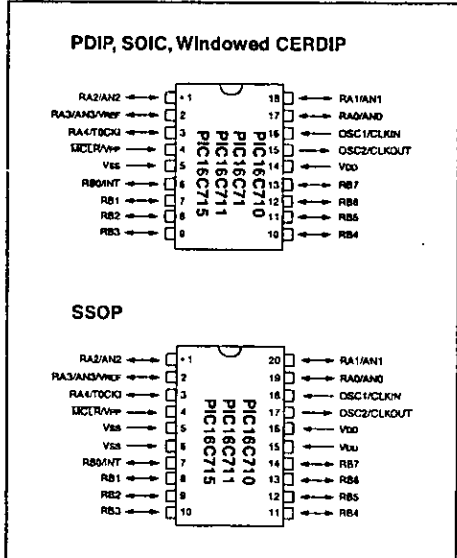 PDIP, SOIC, Windowed CERDIP
RA2/AN2 1 18 RA1/AN1
RA3/AN3/VREF 2 17 RA0/AN0
RA4/T0CKI 3 16 OSC1/CLKIN
MCLR/VPP 4 15 OSC2/CLKOUT
VSS 5 14 VDD
RB0/INT 6 13 RB7
RB1 7 12 RB6
RB2 8 11 RB5
RB3 9 10 RB4
PIC16C710
PIC16C71
PIC16C711
PIC16C715
SSOP
RA2/AN2 1 20 RA1/AN1
RA3/AN3/VREF 2 19 RA0/AN0
RA4/T0CKI 3 18 OSC1/CLKIN
MCLR/VPP 4 17 OSC2/CLKOUT
VSS 5 16 VDD
VSS 6 15 VDD
RB0/INT 7 14 RB7
RB1 8 13 RB6
RB2 9 12 RB5
RB3 10 11 RB4
PIC16C710
PIC16C711
PIC16C715